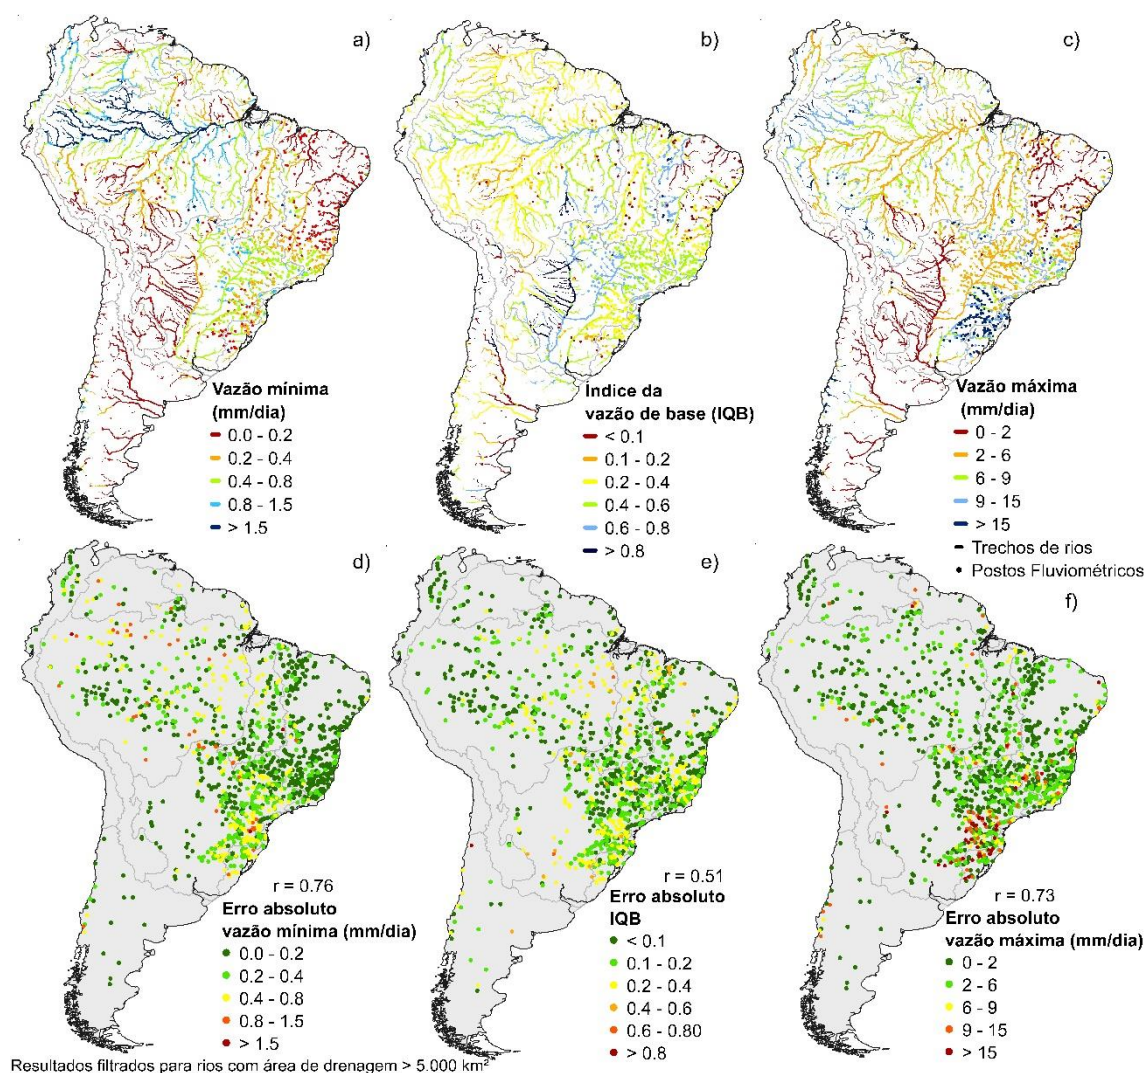 a)
b)
c)
Vazão mínima
(mm/dia)
0.0 - 0.2
0.2 - 0.4
0.4 - 0.8
0.8 - 1.5
> 1.5
Índice da
vazão de base (IQB)
< 0.1
0.1 - 0.2
0.2 - 0.4
0.4 - 0.6
0.6 - 0.8
> 0.8
Vazão máxima
(mm/dia)
0 - 2
2 - 6
6 - 9
9 - 15
> 15
Trechos de rios
Postos Fluviométricos
d)
e)
f)
r = 0.76
Erro absoluto
vazão mínima (mm/dia)
0.0 - 0.2
0.2 - 0.4
0.4 - 0.8
0.8 - 1.5
> 1.5
r = 0.51
Erro absoluto
IQB
< 0.1
0.1 - 0.2
0.2 - 0.4
0.4 - 0.6
0.6 - 0.80
> 0.8
r = 0.73
Erro absoluto
vazão máxima (mm/dia)
0 - 2
2 - 6
6 - 9
9 - 15
> 15
Resultados filtrados para rios com área de drenagem > 5.000 km²